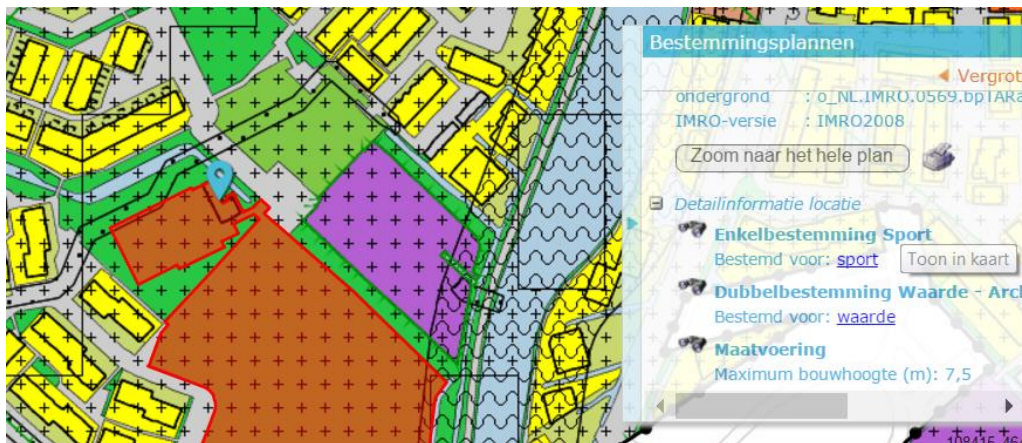 Bestemmingsplannen
Vergrot
ondergrond : o_NL.IMRO.0569.bpTARa
IMRO-versie : IMRO2008
Zoom naar het hele plan
Detailinformatie locatie
Enkelbestemming Sport
Bestemd voor: sport
Toon in kaart
Dubbelbestemming Waarde - Arch
Bestemd voor: waarde
Maatvoering
Maximum bouwhoogte (m): 7,5